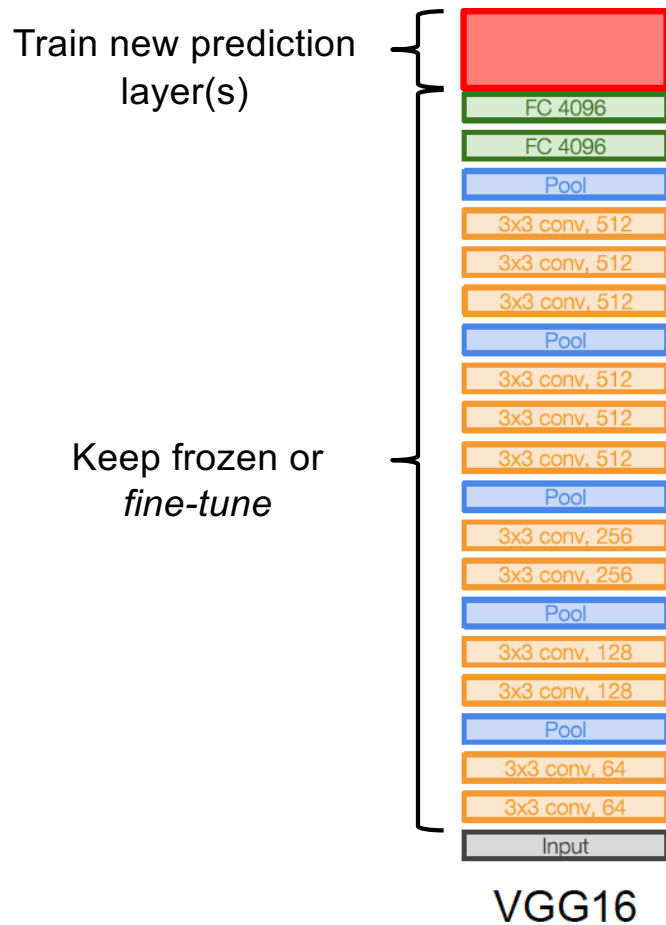 Train new prediction
layer(s)
FC 4096
FC 4096
Pool
3x3 conv, 512
3x3 conv, 512
3x3 conv, 512
Pool
3x3 conv, 512
3x3 conv, 512
3x3 conv, 512
Pool
3x3 conv, 256
3x3 conv, 256
Pool
3x3 conv, 128
3x3 conv, 128
Pool
3x3 conv, 64
3x3 conv, 64
Input
Keep frozen or
fine-tune
VGG16